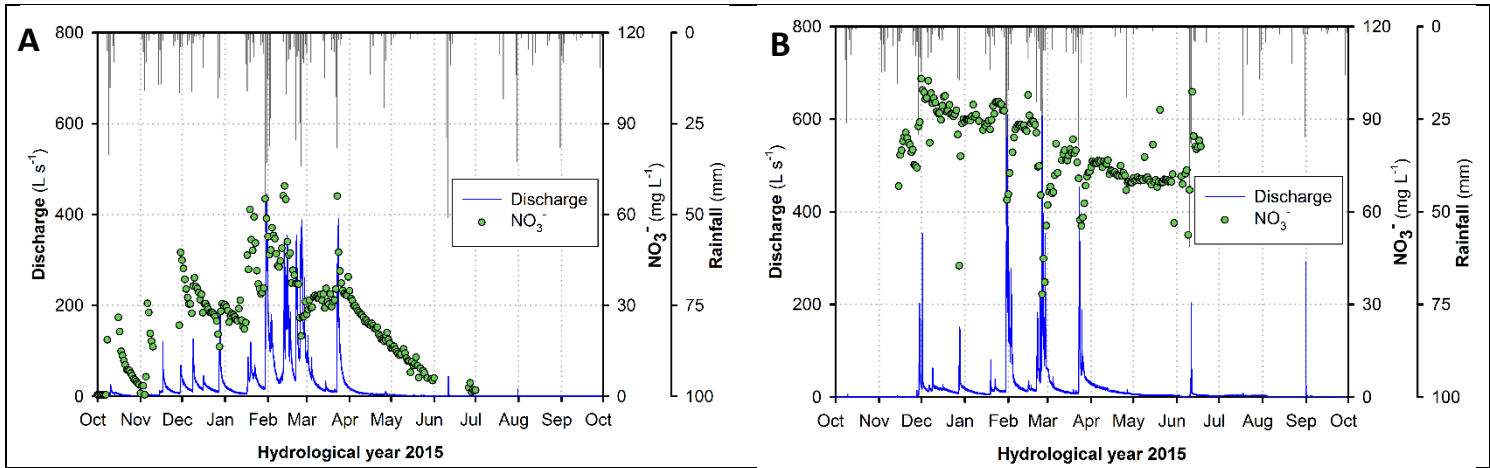 A
800
600
400
200
0
Discharge (L s⁻¹)
120
90
60
30
0
NO₃⁻ (mg L⁻¹)
0
25
50
75
100
Rainfall (mm)
Discharge
NO₃⁻
Oct Nov Dec Jan Feb Mar Apr May Jun Jul Aug Sep Oct
Hydrological year 2015
B
800
600
400
200
0
Discharge (L s⁻¹)
120
90
60
30
0
NO₃⁻ (mg L⁻¹)
0
25
50
75
100
Rainfall (mm)
Discharge
NO₃⁻
Oct Nov Dec Jan Feb Mar Apr May Jun Jul Aug Sep Oct
Hydrological year 2015